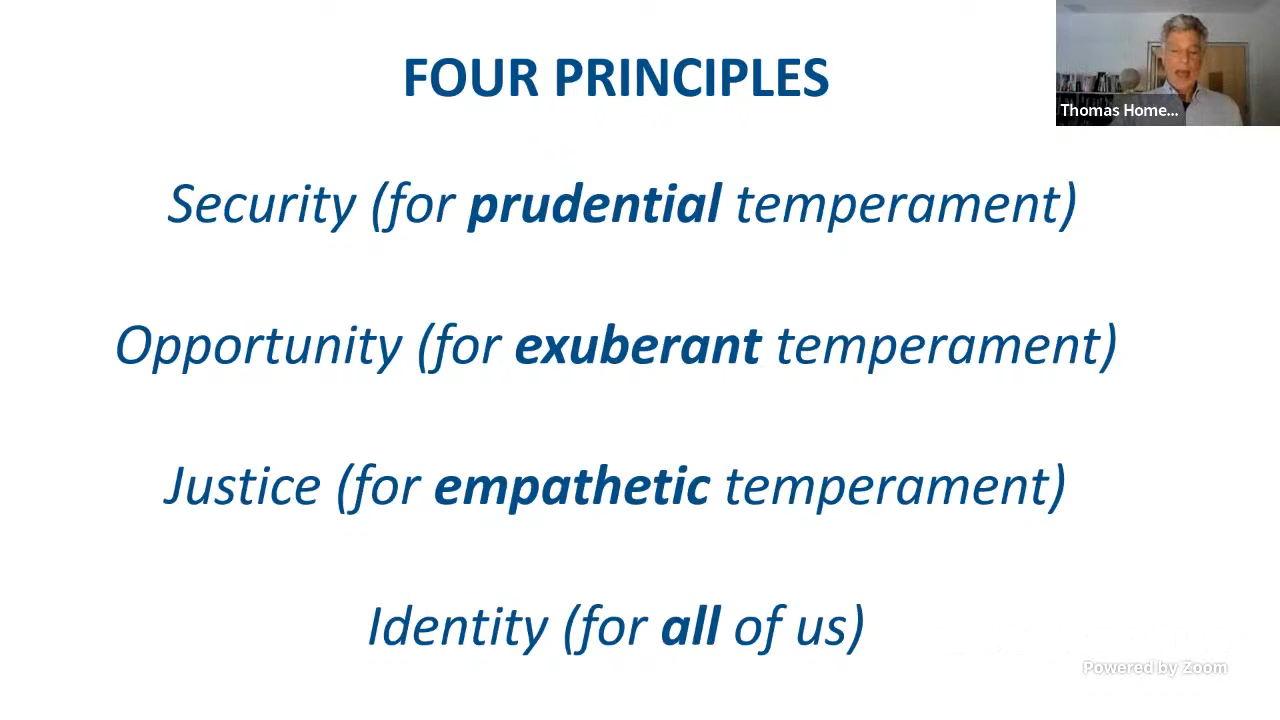 FOUR PRINCIPLES
Thomas Home...
Security (for prudential temperament)
Opportunity (for exuberant temperament)
Justice (for empathetic temperament)
Identity (for all of us)
Powered by Zoom